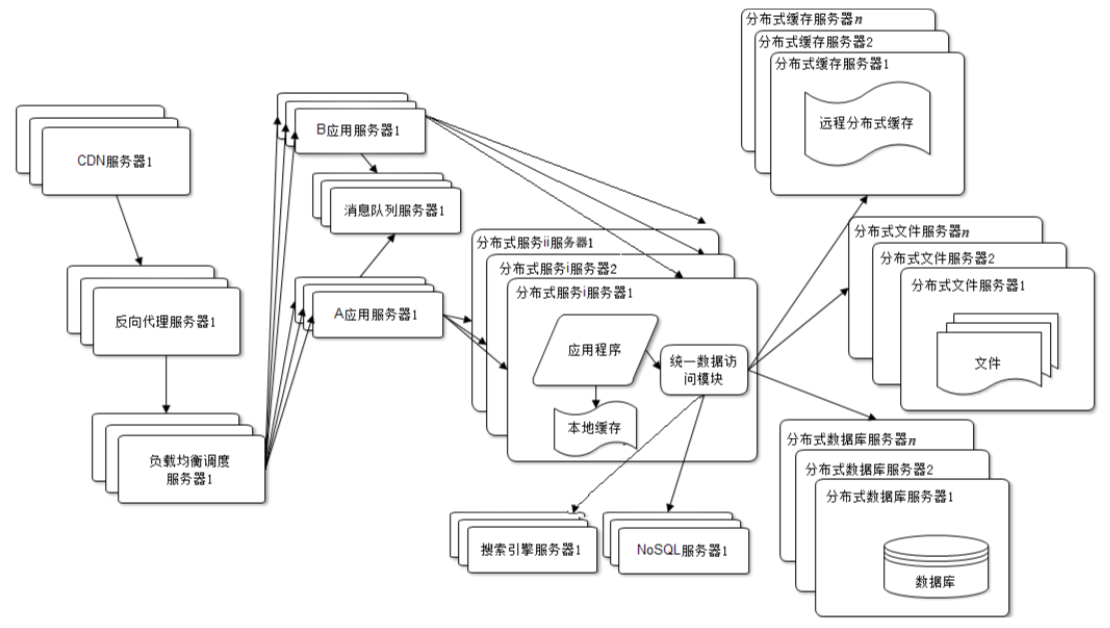 CDN服务器1
反向代理服务器1
负载均衡调度
服务器1
B应用服务器1
消息队列服务器1
A应用服务器1
分布式服务ii服务器1
分布式服务i服务器2
分布式服务i服务器1
应用程序
统一数据访
问模块
本地缓存
搜索引擎服务器1
NoSQL服务器1
分布式缓存服务器n
分布式缓存服务器2
分布式缓存服务器1
远程分布式缓存
分布式文件服务器n
分布式文件服务器2
分布式文件服务器1
文件
分布式数据库服务器n
分布式数据库服务器2
分布式数据库服务器1
数据库